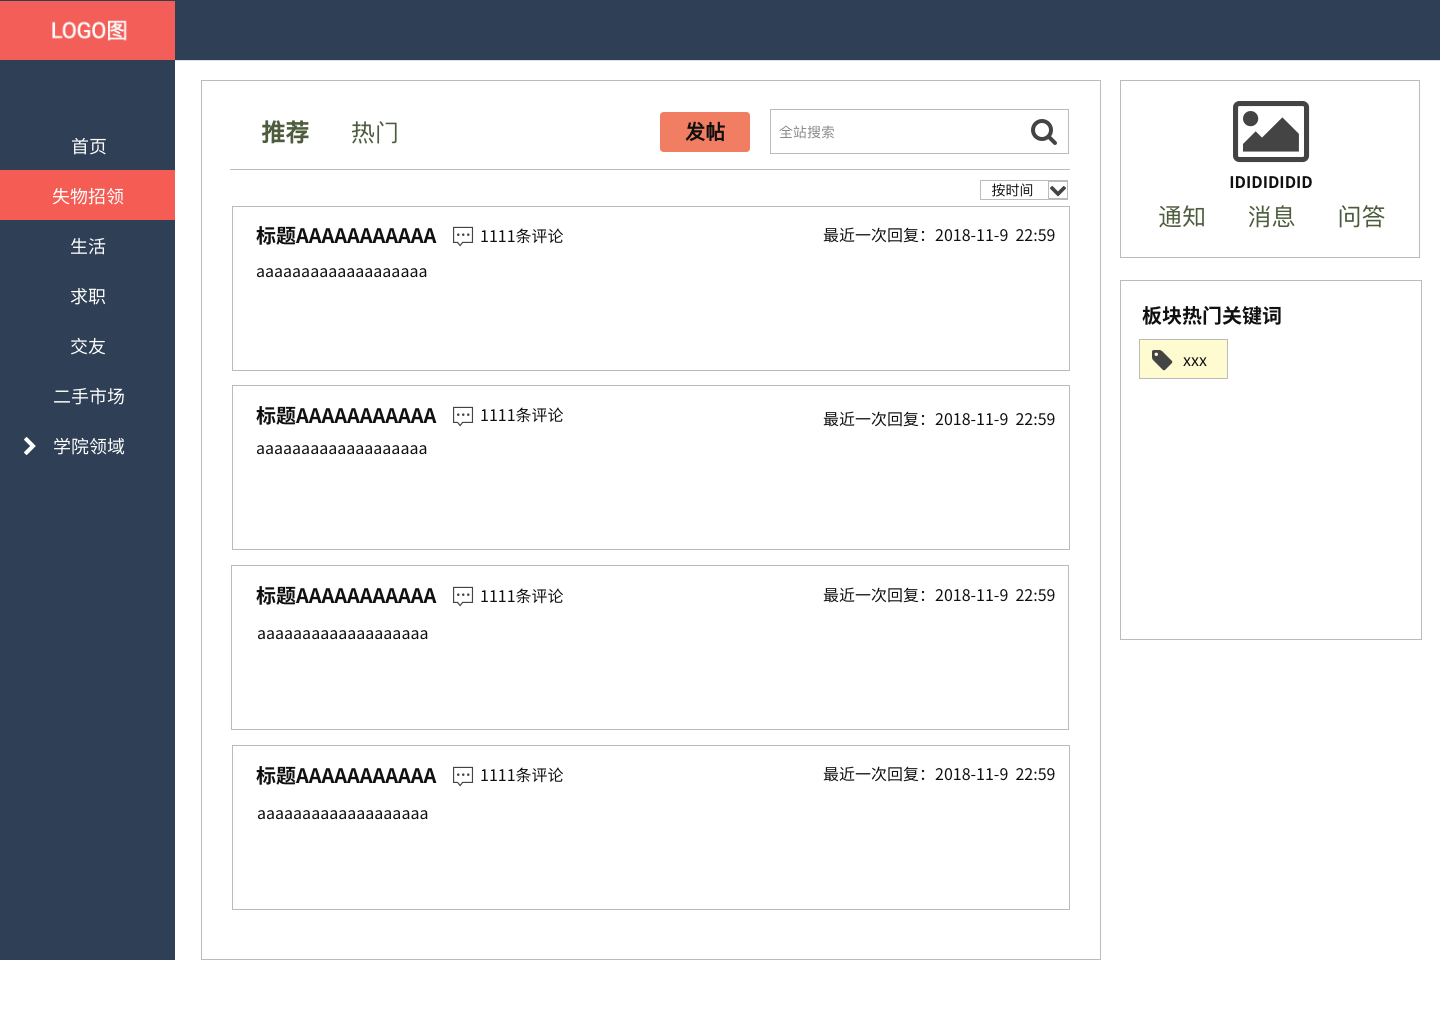 LOGO图
首页
失物招领
生活
求职
交友
二手市场
学院领域
推荐 热门 发帖 全站搜索
按时间
标题AAAAAAAAAAA 1111条评论 最近一次回复：2018-11-9 22:59
aaaaaaaaaaaaaaaaaaa
标题AAAAAAAAAAA 1111条评论 最近一次回复：2018-11-9 22:59
aaaaaaaaaaaaaaaaaaa
标题AAAAAAAAAAA 1111条评论 最近一次回复：2018-11-9 22:59
aaaaaaaaaaaaaaaaaaa
标题AAAAAAAAAAA 1111条评论 最近一次回复：2018-11-9 22:59
aaaaaaaaaaaaaaaaaaa
IDIDIDIDID
通知 消息 问答
板块热门关键词
xxx